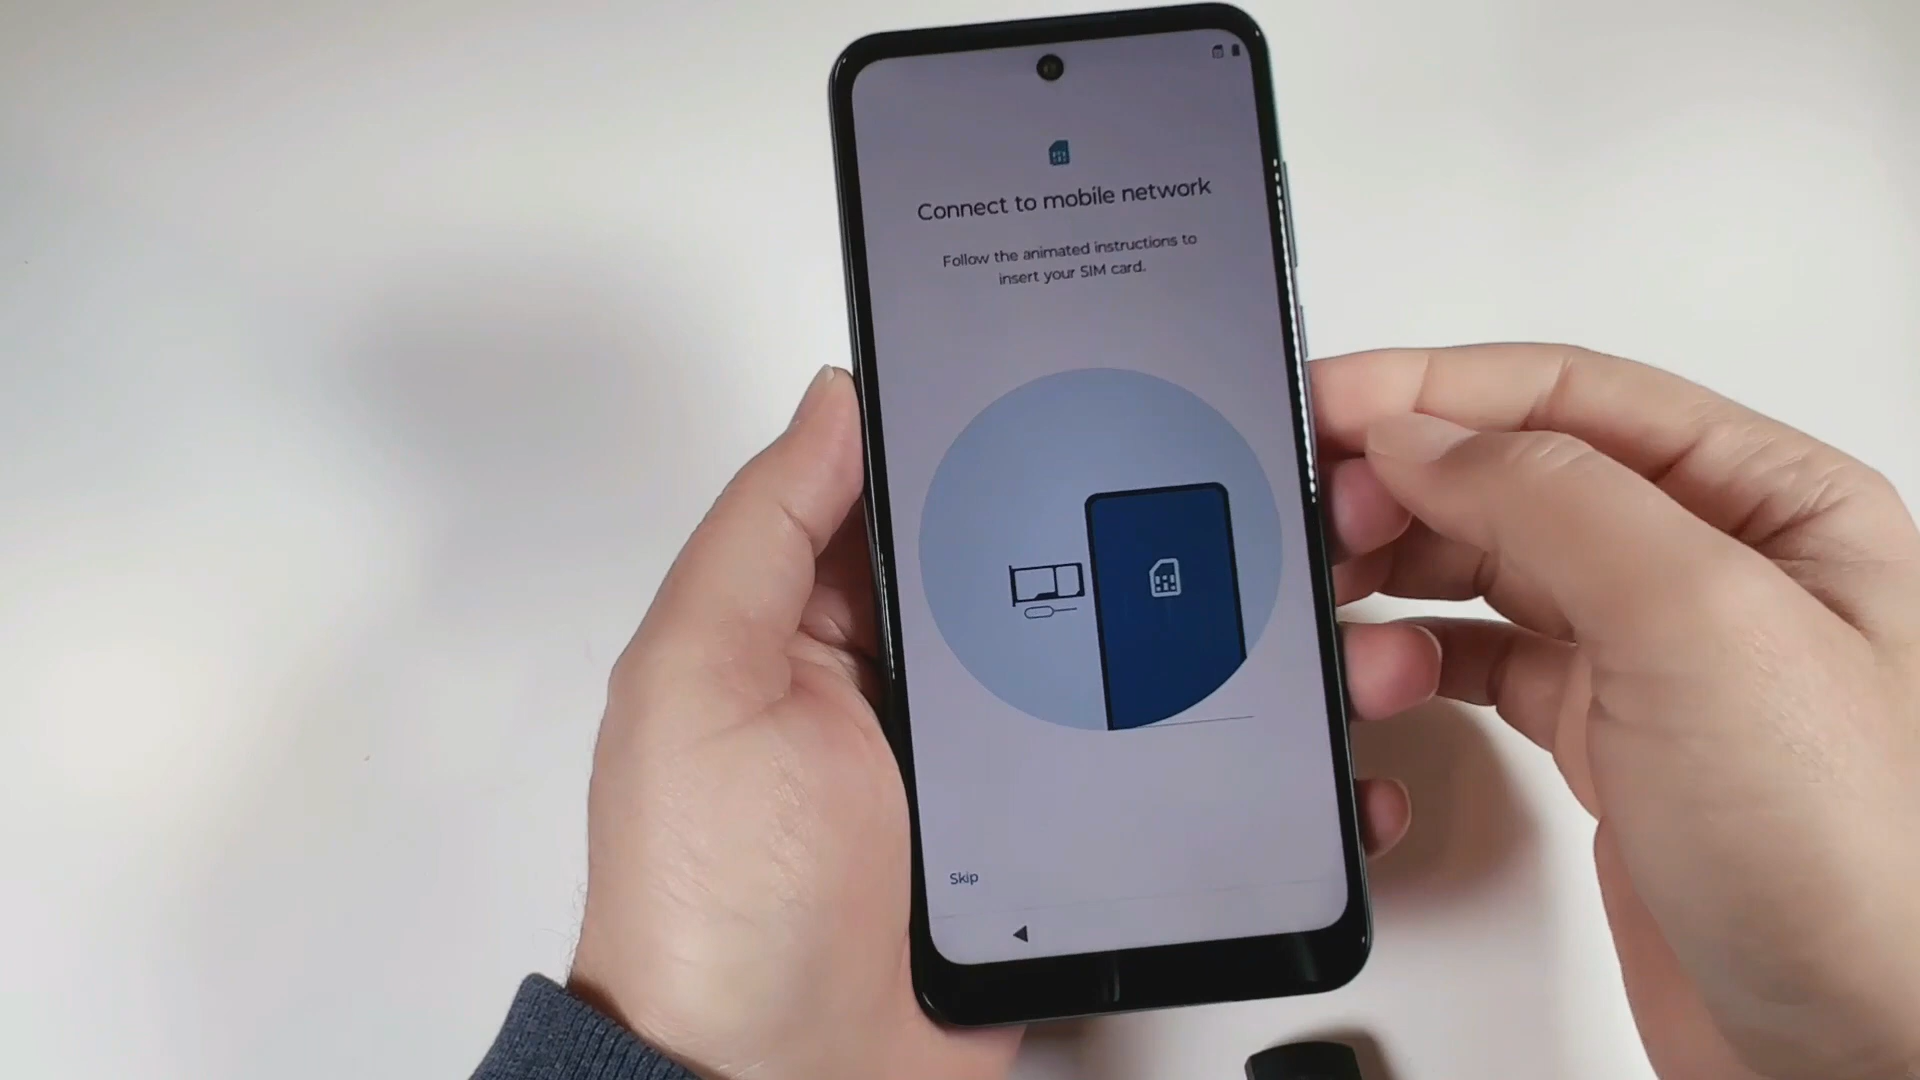 Connect to mobile network
Follow the animated instructions to
insert your SIM card.
Skip